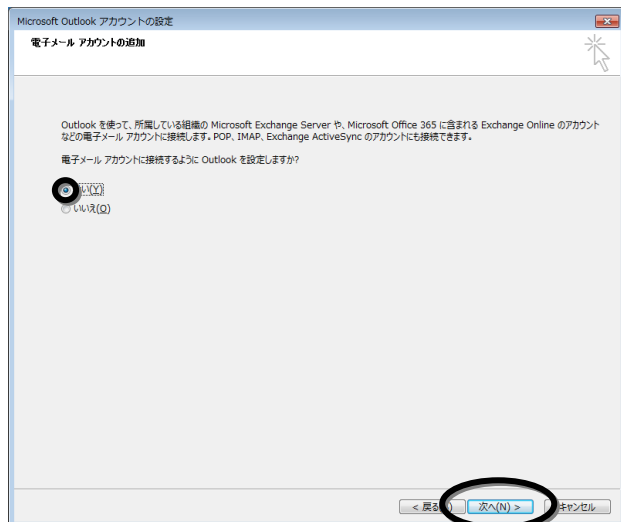 Microsoft Outlook アカウントの設定
電子メール アカウントの追加
Outlook を使って、所属している組織の Microsoft Exchange Server や、Microsoft Office 365 に含まれる Exchange Online のアカウント
などの電子メール アカウントに接続します。POP、IMAP、Exchange ActiveSync のアカウントにも接続できます。
電子メール アカウントに接続するように Outlook を設定しますか?
い(Y)
いいえ(O)
< 戻る ) 次へ(N) > キャンセル